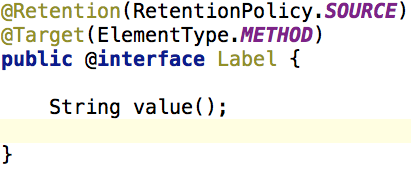 @Retention(RetentionPolicy.SOURCE)
@Target(ElementType.METHOD)
public @interface Label {
String value();
}